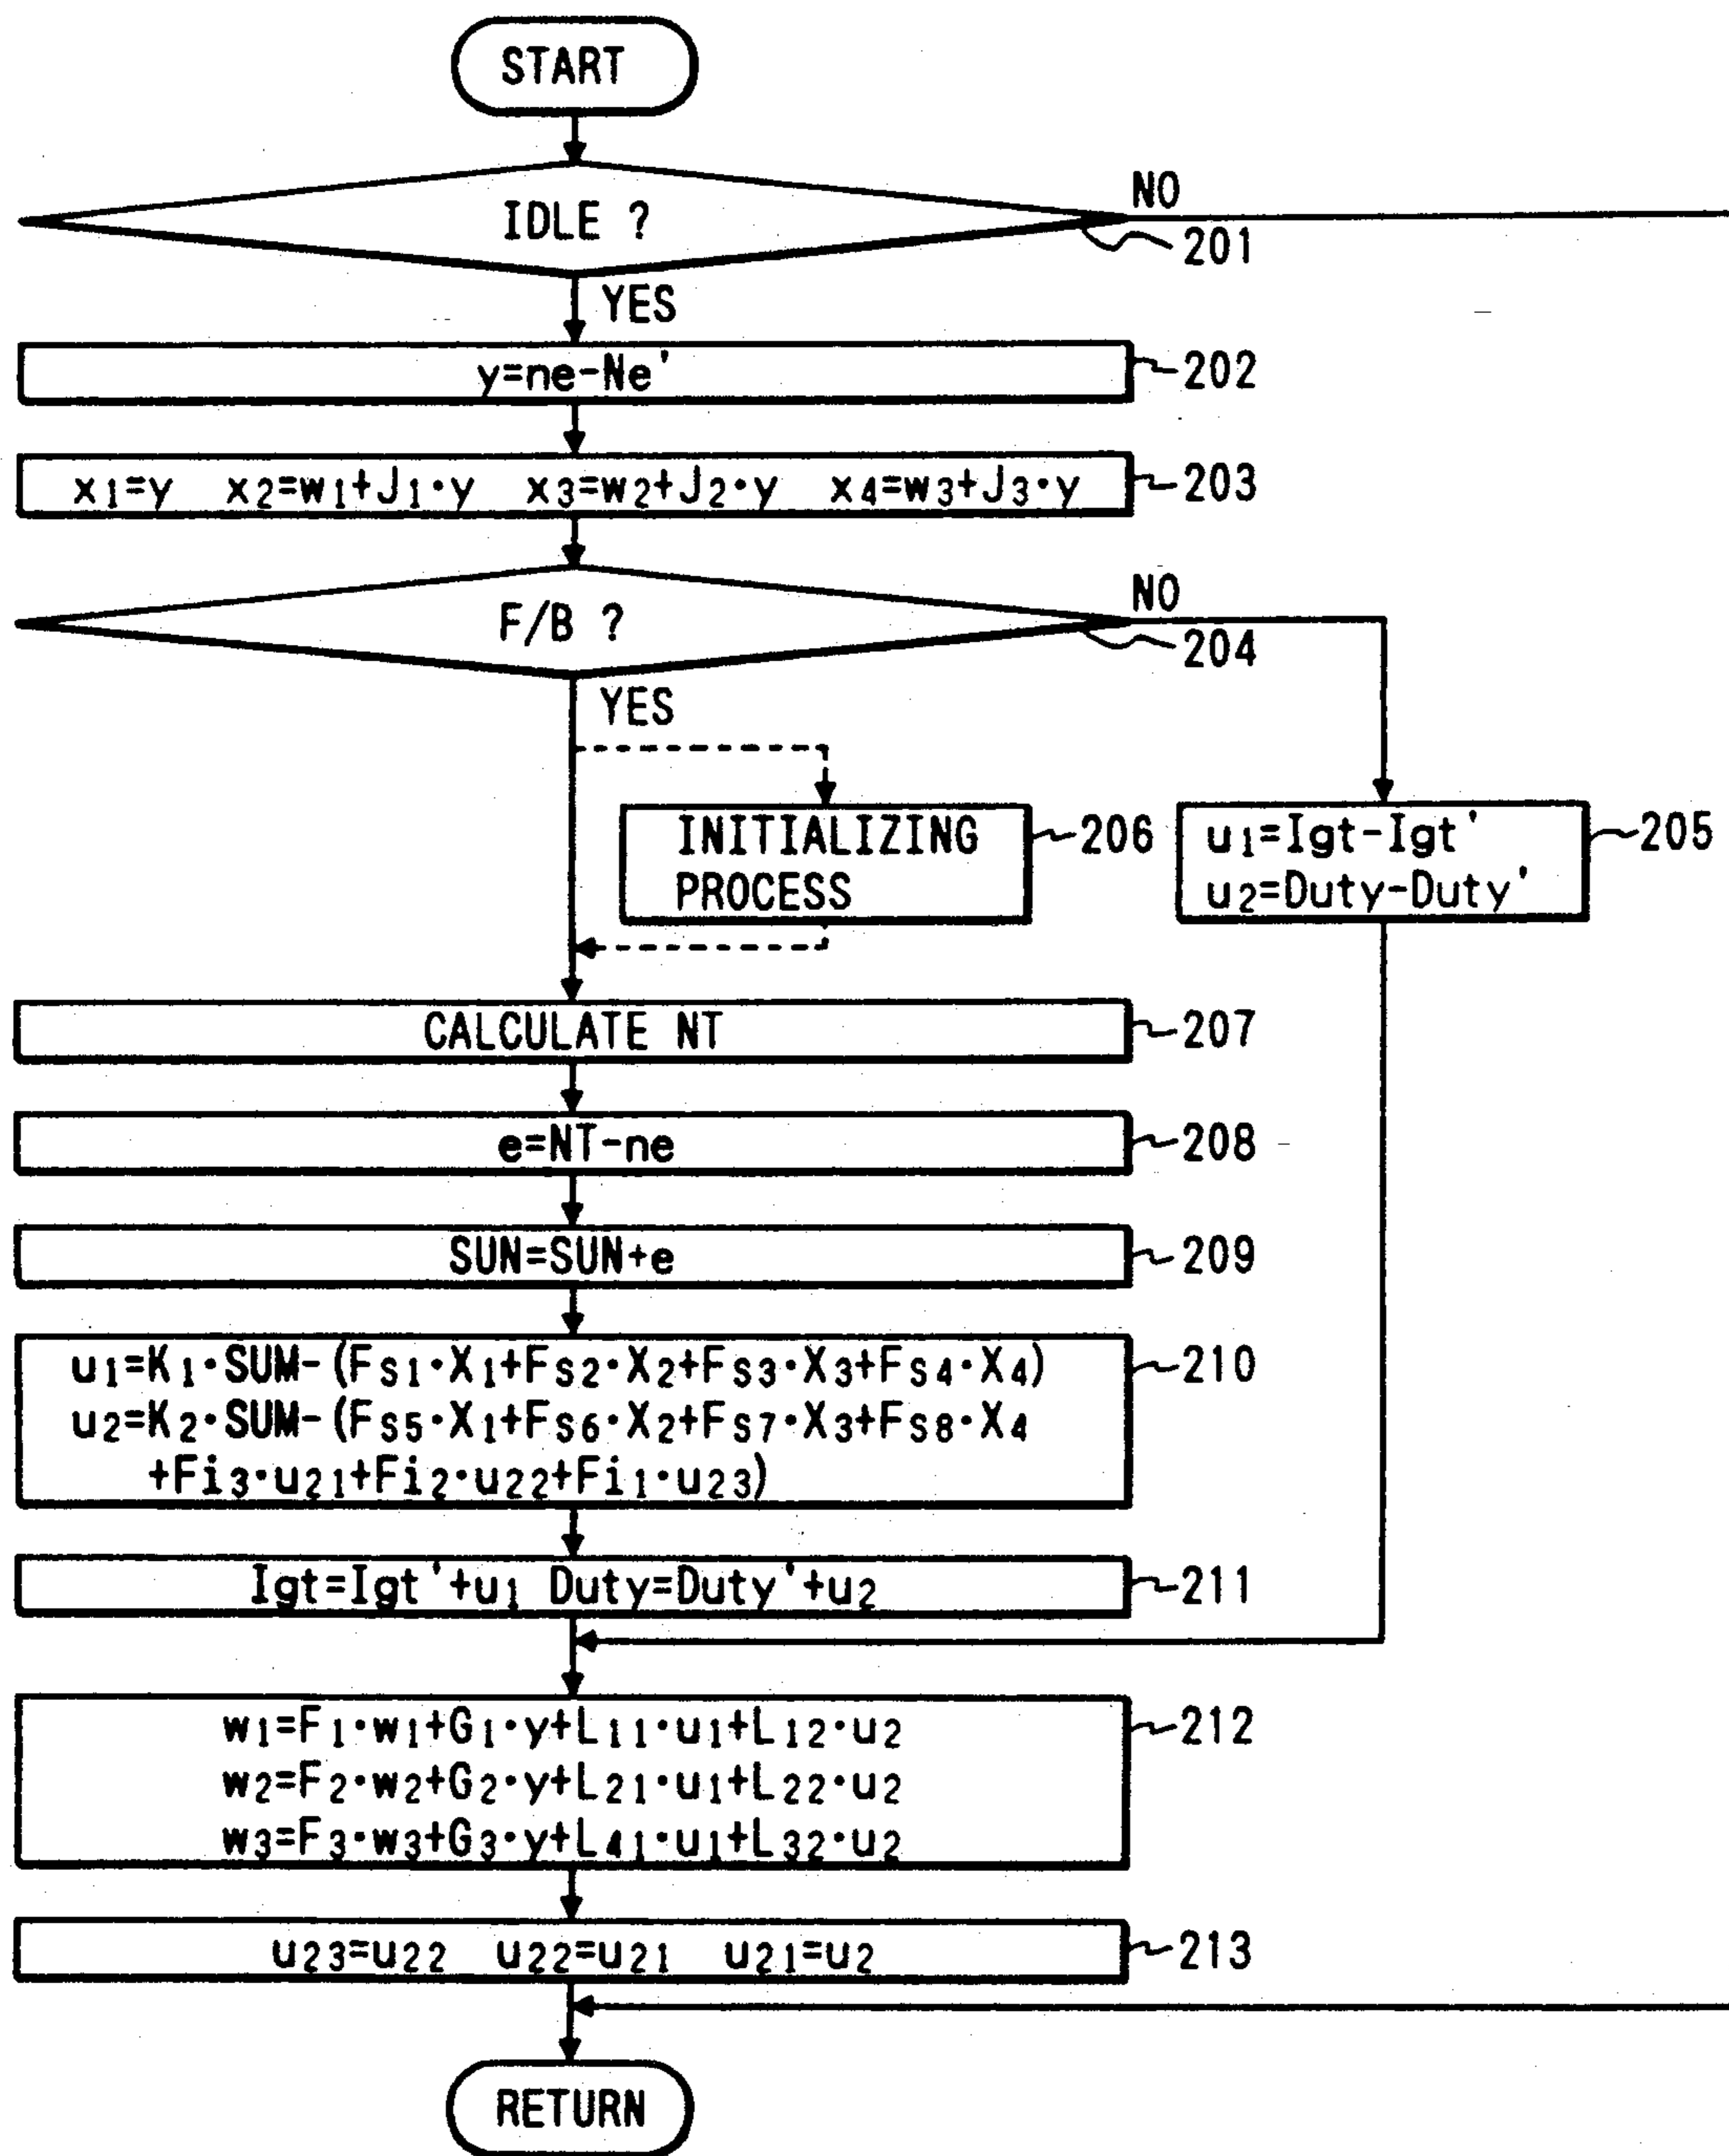 START
IDLE ?
NO
201
YES
y=ne-Ne'
202
x1=y x2=w1+J1·y x3=w2+J2·y x4=w3+J3·y
203
F/B ?
NO
204
YES
INITIALIZING
PROCESS
206
u1=Igt-Igt'
u2=Duty-Duty'
205
CALCULATE NT
207
e=NT-ne
208
SUN=SUN+e
209
u1=K1·SUM-(FS1·X1+FS2·X2+FS3·X3+FS4·X4)
u2=K2·SUM-(FS5·X1+FS6·X2+FS7·X3+FS8·X4
+Fi3·u21+Fi2·u22+Fi1·u23)
210
Igt=Igt'+u1 Duty=Duty'+u2
211
w1=F1·w1+G1·y+L11·u1+L12·u2
w2=F2·w2+G2·y+L21·u1+L22·u2
w3=F3·w3+G3·y+L41·u1+L32·u2
212
u23=u22 u22=u21 u21=u2
213
RETURN